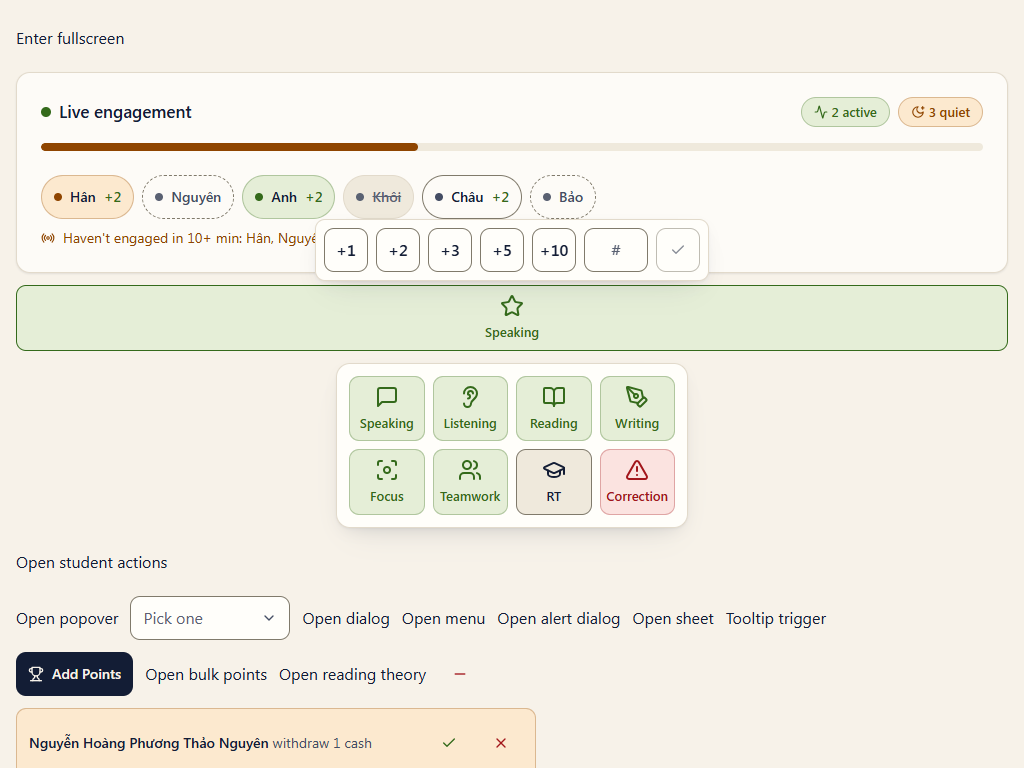 Enter fullscreen
Live engagement
2 active
3 quiet
Hân +2
Nguyên
Anh +2
Khôi
Châu +2
Bảo
Haven't engaged in 10+ min: Hân,
+1
+2
+3
+5
+10
#
Speaking
Speaking
Listening
Reading
Writing
Focus
Teamwork
RT
Correction
Open student actions
Open popover
Pick one
Open dialog
Open menu
Open alert dialog
Open sheet
Tooltip trigger
Add Points
Open bulk points
Open reading theory
Nguyễn Hoàng Phương Thảo Nguyên withdraw 1 cash